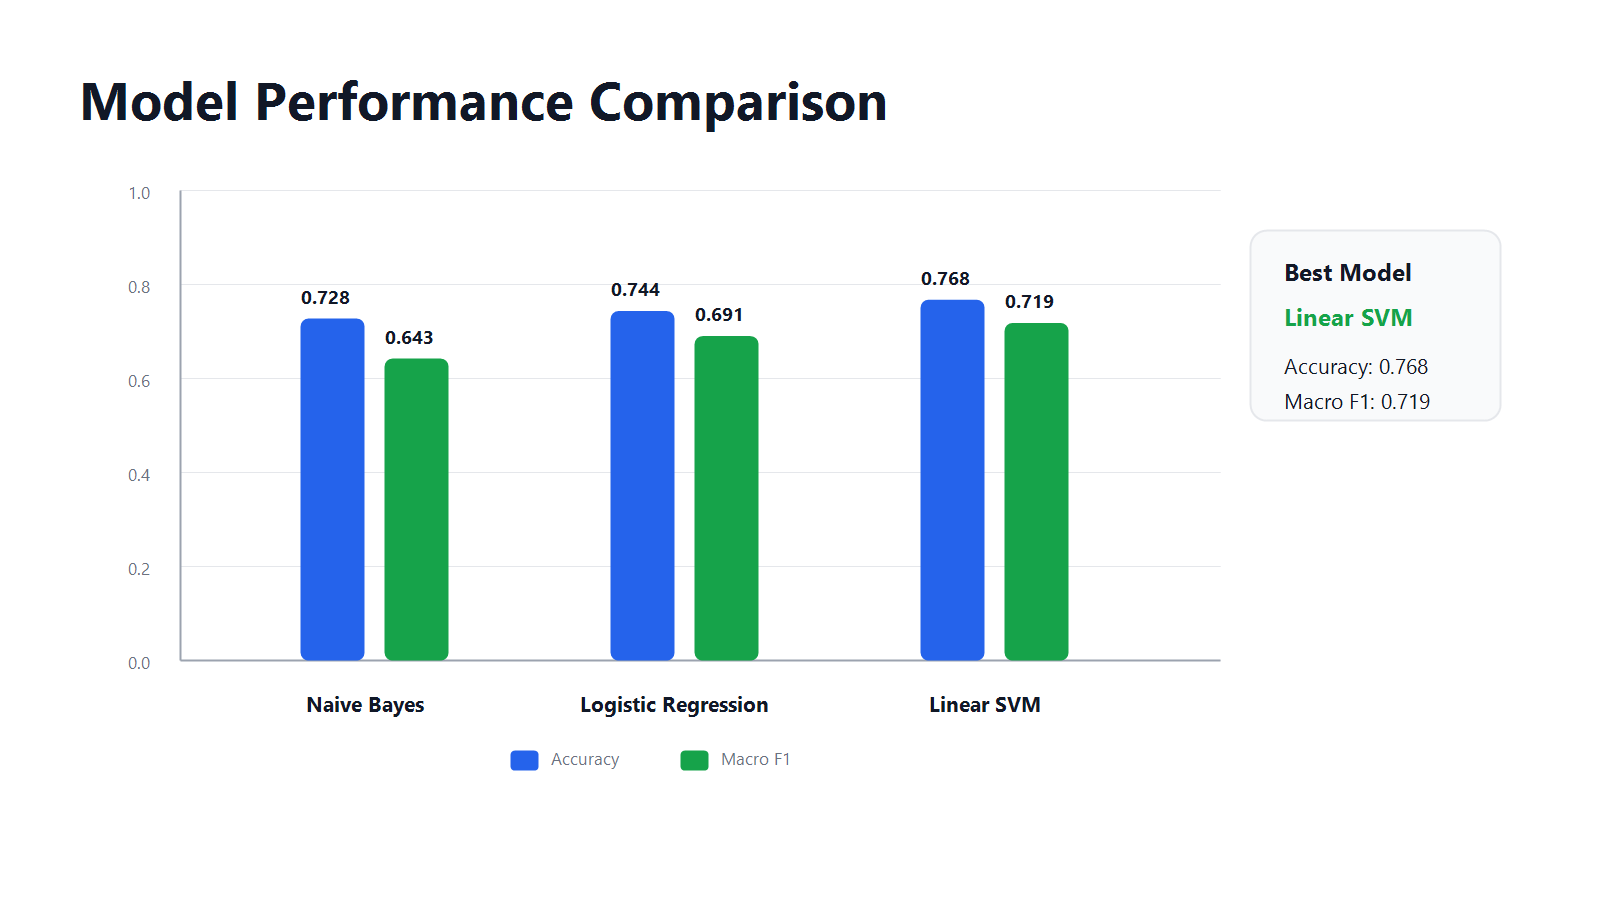 Model Performance Comparison
1.0
0.8
0.6
0.4
0.2
0.0
0.728
0.643
0.744
0.691
0.768
0.719
Naive Bayes
Logistic Regression
Linear SVM
Accuracy
Macro F1
Best Model
Linear SVM
Accuracy: 0.768
Macro F1: 0.719